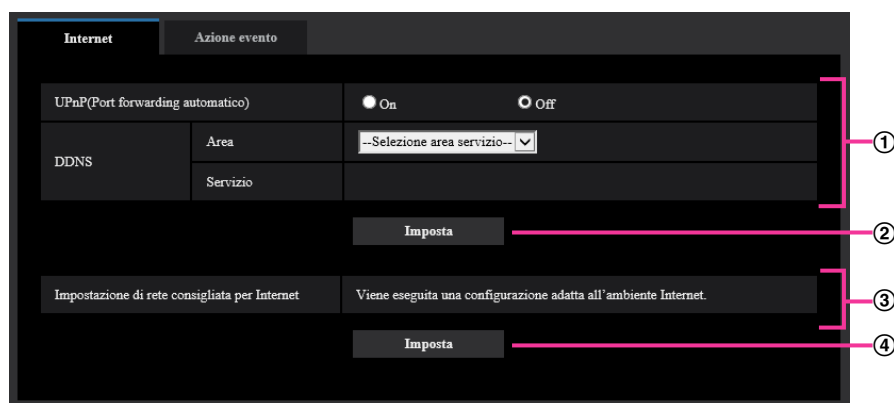 Internet
Azione evento
UPnP(Port forwarding automatico)
On
Off
DDNS
Area
--Selezione area servizio--
Servizio
①
Imposta
②
Impostazione di rete consigliata per Internet
Viene eseguita una configurazione adatta all'ambiente Internet.
③
Imposta
④